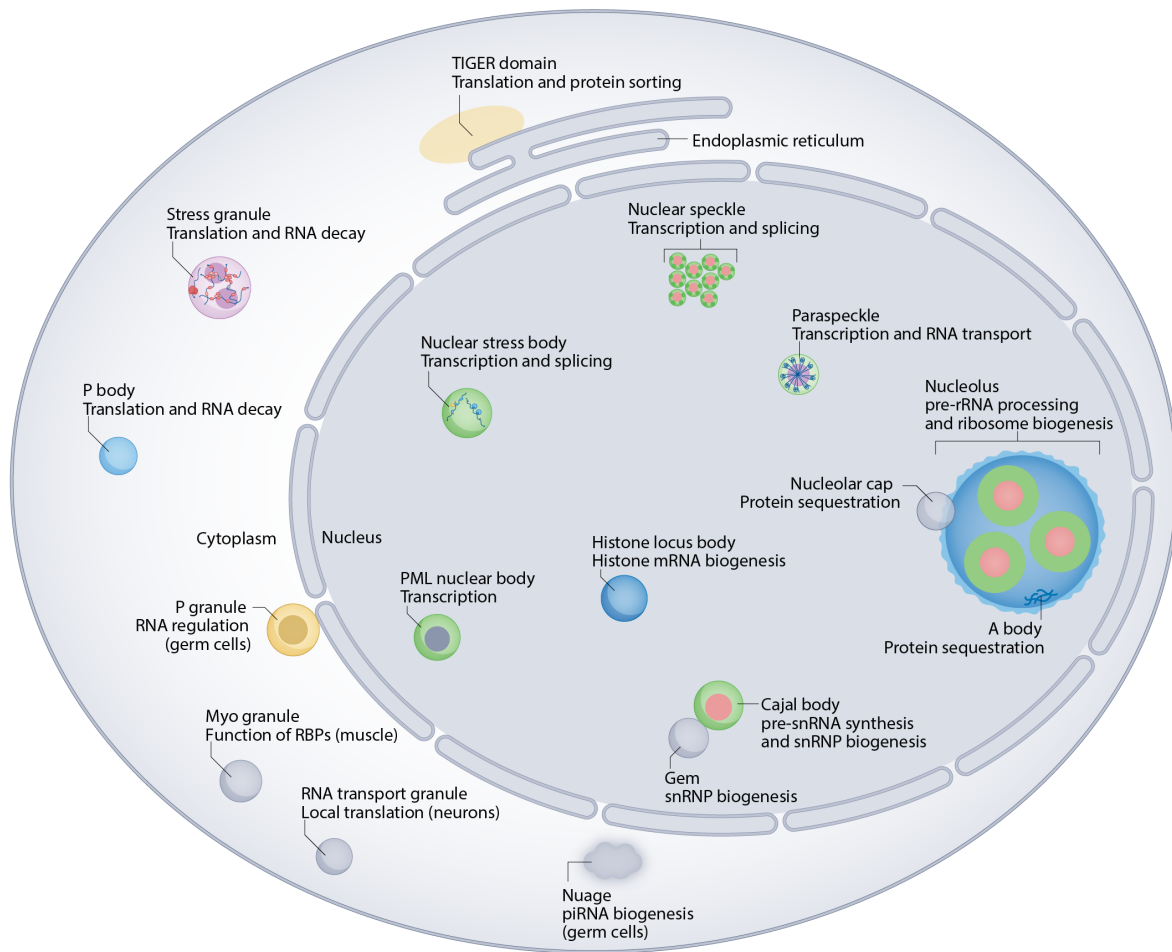 TIGER domain
Translation and protein sorting
Endoplasmic reticulum
Stress granule
Translation and RNA decay
Nuclear speckle
Transcription and splicing
Paraspeckle
Transcription and RNA transport
Nuclear stress body
Transcription and splicing
P body
Translation and RNA decay
Nucleolus
pre-rRNA processing
and ribosome biogenesis
Nucleolar cap
Protein sequestration
Cytoplasm
Nucleus
Histone locus body
Histone mRNA biogenesis
PML nuclear body
Transcription
P granule
RNA regulation
(germ cells)
A body
Protein sequestration
Cajal body
pre-snRNA synthesis
and snRNP biogenesis
Myo granule
Function of RBPs (muscle)
Gem
snRNP biogenesis
RNA transport granule
Local translation (neurons)
Nuage
piRNA biogenesis
(germ cells)